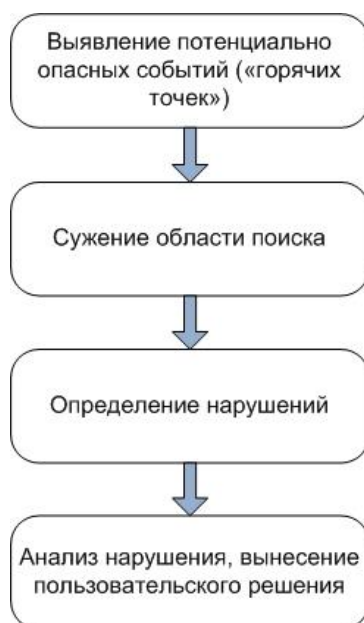 Выявление потенциально
опасных событий («горячих
точек»)
Сужение области поиска
Определение нарушений
Анализ нарушения, вынесение
пользовательского решения